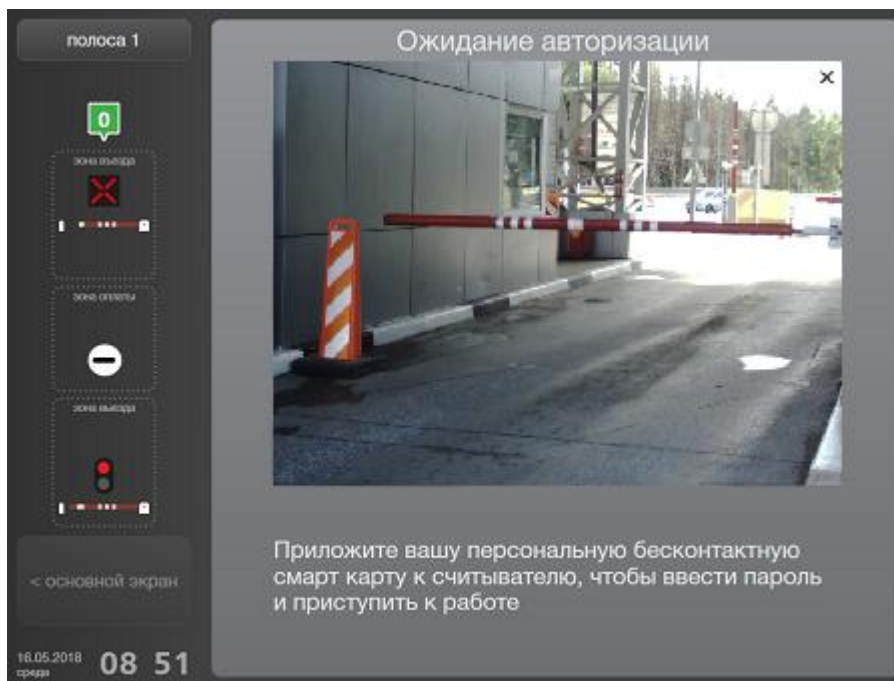 полоса 1
0
зона въезда
зона оплаты
зона выезда
< основной экран
16.05.2018
среда
08 51
Ожидание авторизации
×
Приложите вашу персональную бесконтактную
смарт карту к считывателю, чтобы ввести пароль
и приступить к работе